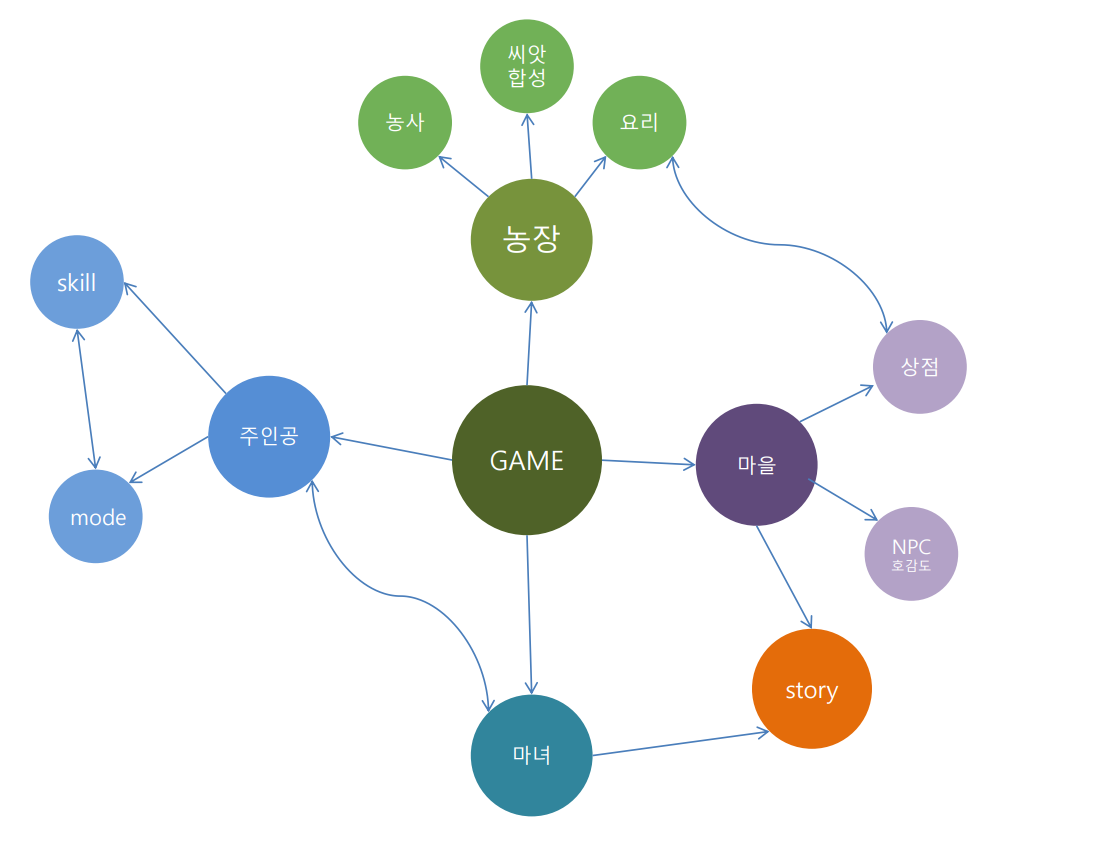 씨앗
합성
농사
요리
농장
skill
상점
주인공
GAME
마을
mode
NPC
호감도
story
마녀